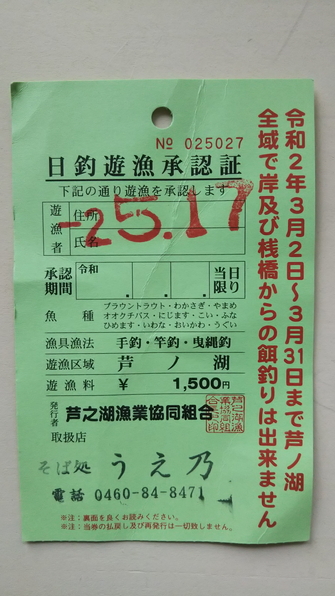 № 025027
日釣遊漁承認証
下記の通り遊漁を承認します
遊漁者 住所
氏名
-2 5.17
承認期間 令和 . . . 当日限り
魚種 ブラウントラウト・わかさぎ・やまめ
オオクチバス・にじます・こい・ふな
ひめます・いわな・おいかわ・うぐい
漁具漁法 手釣・竿釣・曳縄釣
遊漁区域 芦ノ湖
遊漁料 ¥ 1,500円
発行者 芦之湖漁業協同組合
取扱店
そば処 うえ乃
電話 0460-84-8471
※注：裏面を良くお読みください。
※注：当券の払戻し及び再発行は一切致しません。
令和2年3月2日～3月31日まで芦ノ湖
全域で岸及び桟橋からの餌釣りは出来ません